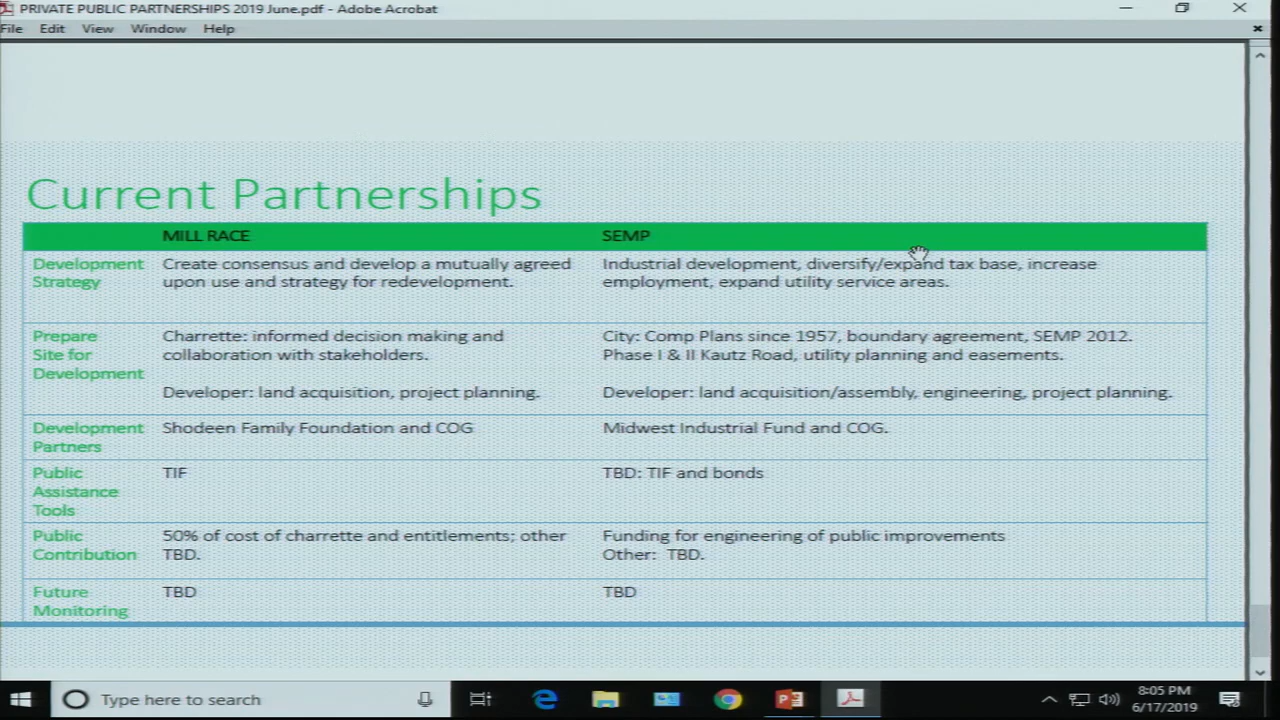 PRIVATE PUBLIC PARTNERSHIPS 2019 June.pdf - Adobe Acrobat
File Edit View Window Help
Current Partnerships
MILL RACE SEMP
Development Strategy
Create consensus and develop a mutually agreed
upon use and strategy for redevelopment.
Industrial development, diversify/expand tax base, increase
employment, expand utility service areas.
Prepare
Site for
Development
Charrette: informed decision making and
collaboration with stakeholders.
Developer: land acquisition, project planning.
City: Comp Plans since 1957, boundary agreement, SEMP 2012.
Phase I & II Kautz Road, utility planning and easements.
Developer: land acquisition/assembly, engineering, project planning.
Development
Partners
Shodeen Family Foundation and COG
Midwest Industrial Fund and COG.
Public
Assistance
Tools
TIF
TBD: TIF and bonds
Public
Contribution
50% of cost of charrette and entitlements; other
TBD.
Funding for engineering of public improvements
Other: TBD.
Future
Monitoring
TBD
TBD
Type here to search
8:05 PM
6/17/2019